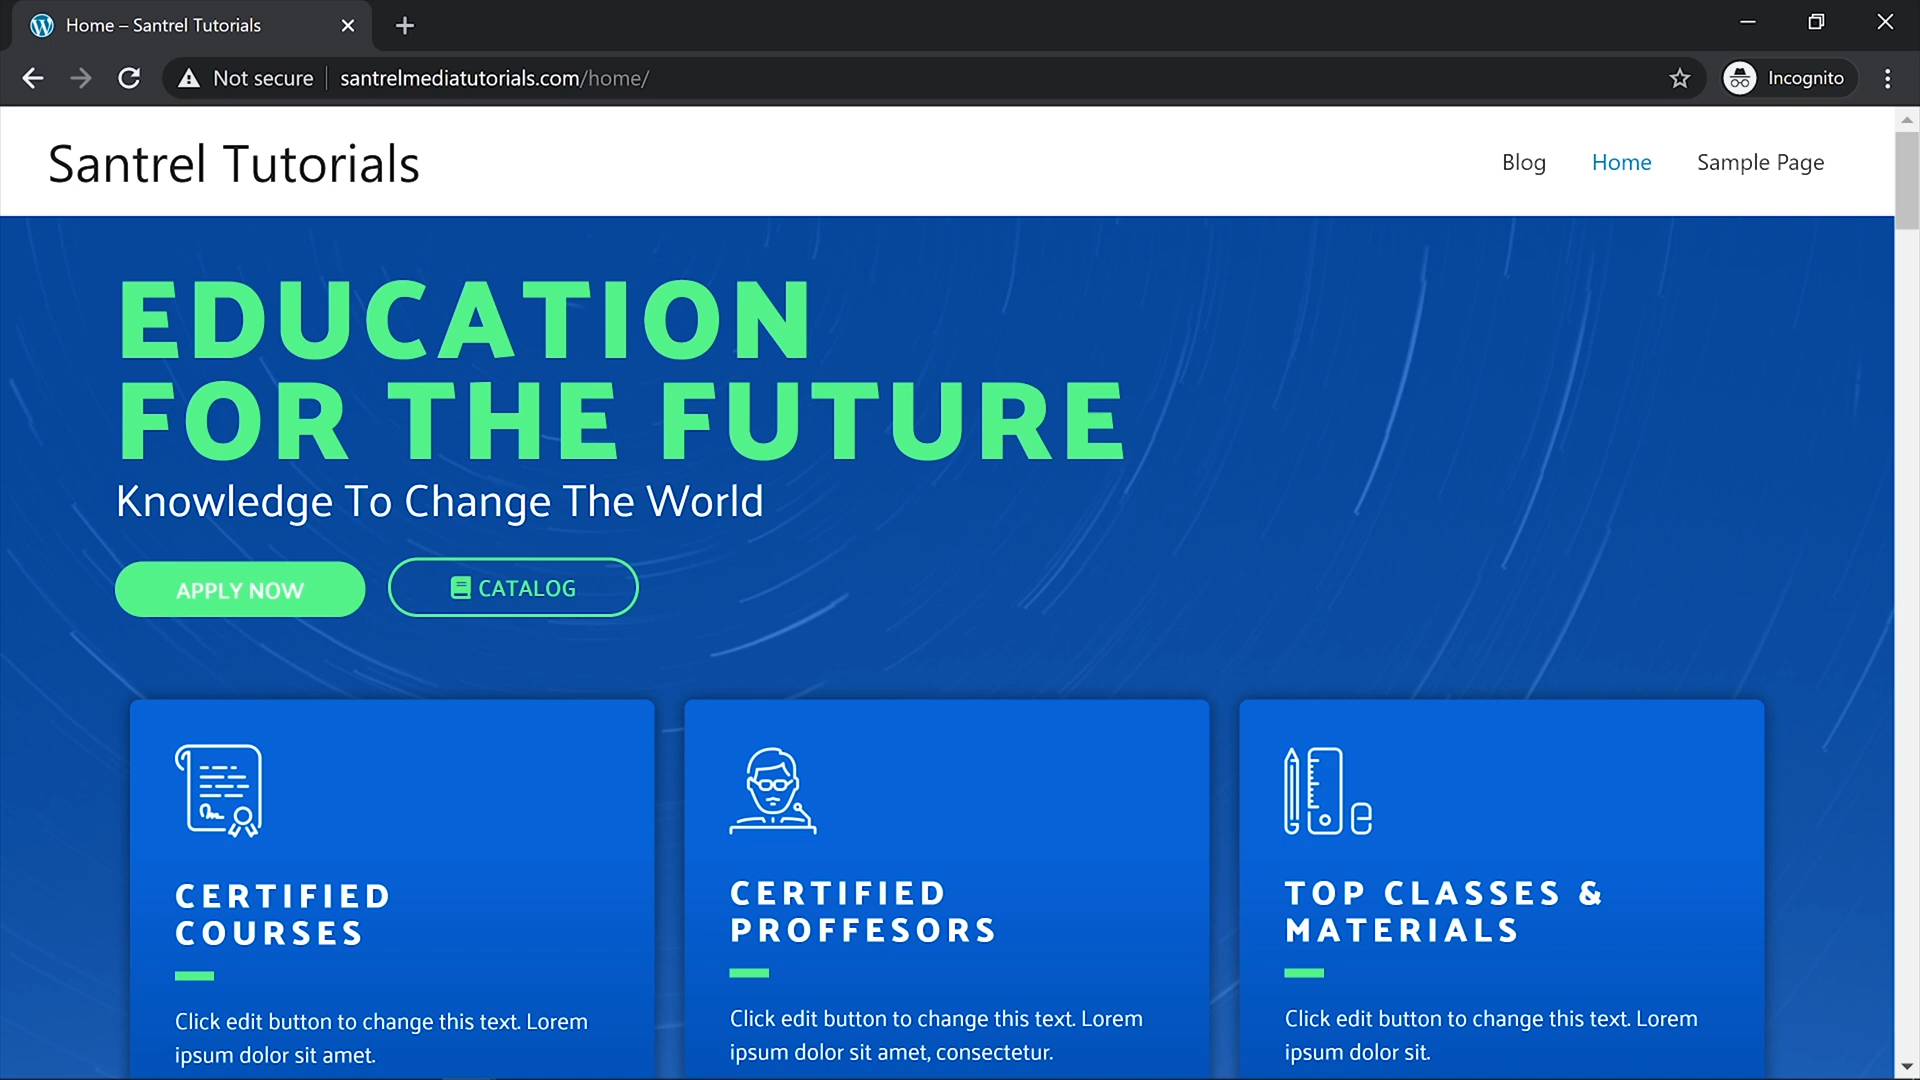 Home – Santrel Tutorials
Not secure
santrelmediatutorials.com/home/
Incognito
Santrel Tutorials
Blog
Home
Sample Page
EDUCATION
FOR THE FUTURE
Knowledge To Change The World
APPLY NOW
CATALOG
CERTIFIED
COURSES
Click edit button to change this text. Lorem
ipsum dolor sit amet.
CERTIFIED
PROFFESORS
Click edit button to change this text. Lorem
ipsum dolor sit amet, consectetur.
TOP CLASSES &
MATERIALS
Click edit button to change this text. Lorem
ipsum dolor sit.